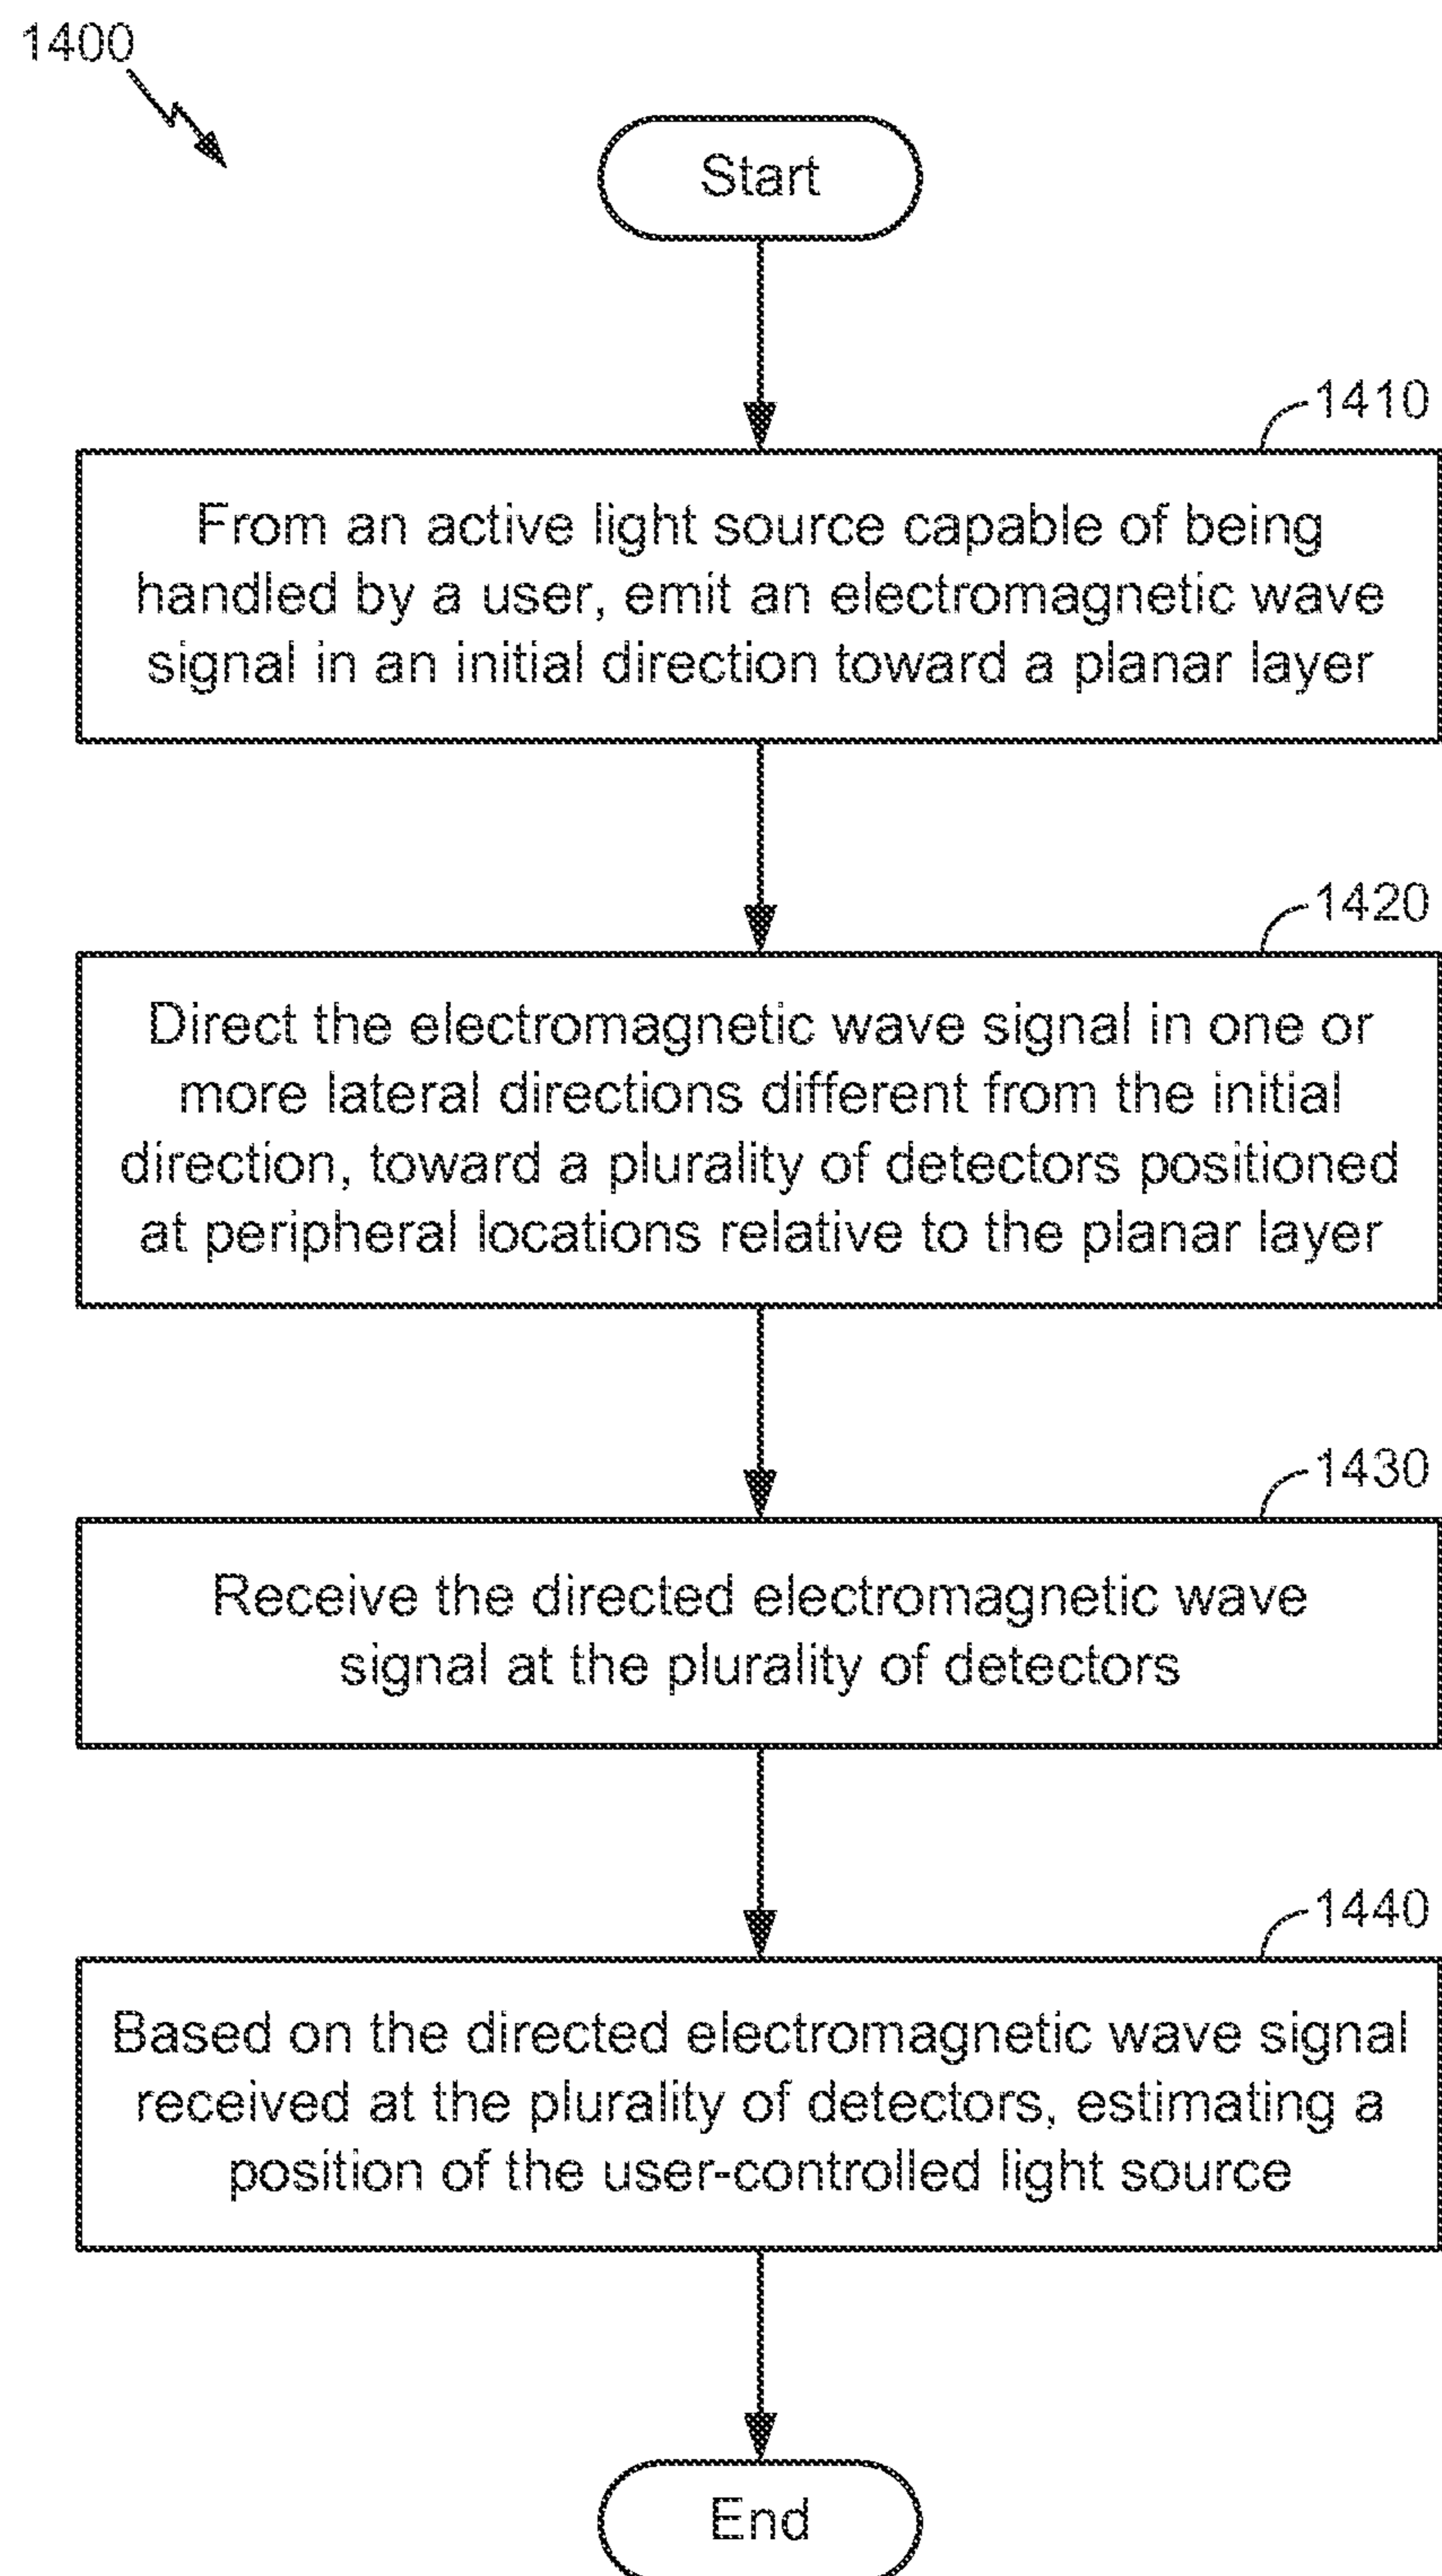 1400
Start
1410
From an active light source capable of being
handled by a user, emit an electromagnetic wave
signal in an initial direction toward a planar layer
1420
Direct the electromagnetic wave signal in one or
more lateral directions different from the initial
direction, toward a plurality of detectors positioned
at peripheral locations relative to the planar layer
1430
Receive the directed electromagnetic wave
signal at the plurality of detectors
1440
Based on the directed electromagnetic wave signal
received at the plurality of detectors, estimating a
position of the user-controlled light source
End